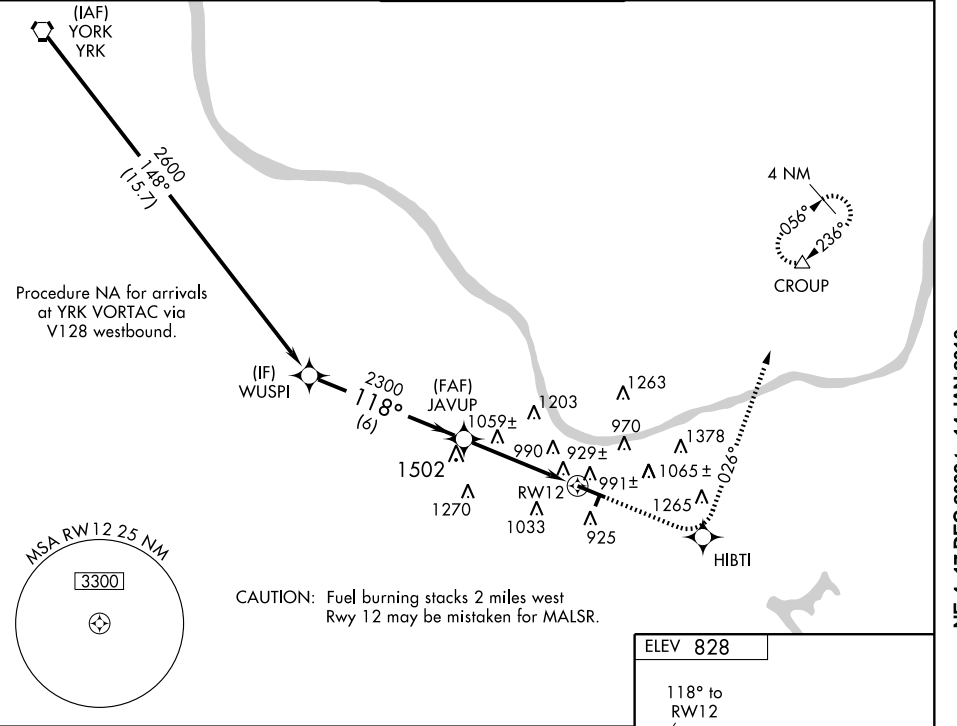 (IAF)
YORK
YRK
2600
148°
(15.7)
4 NM
056°
236°
CROUP
Procedure NA for arrivals
at YRK VORTAC via
V128 westbound.
(IF)
WUSPI
2300
118°
(6)
(FAF)
JAVUP
1059±
1203
1263
970
1378
990
929±
1502
991±
1065±
026°
RW12
1265
1270
1033
925
HIBTI
MSA RW12 25 NM
3300
CAUTION: Fuel burning stacks 2 miles west
Rwy 12 may be mistaken for MALSR.
ELEV 828
118° to
RW12